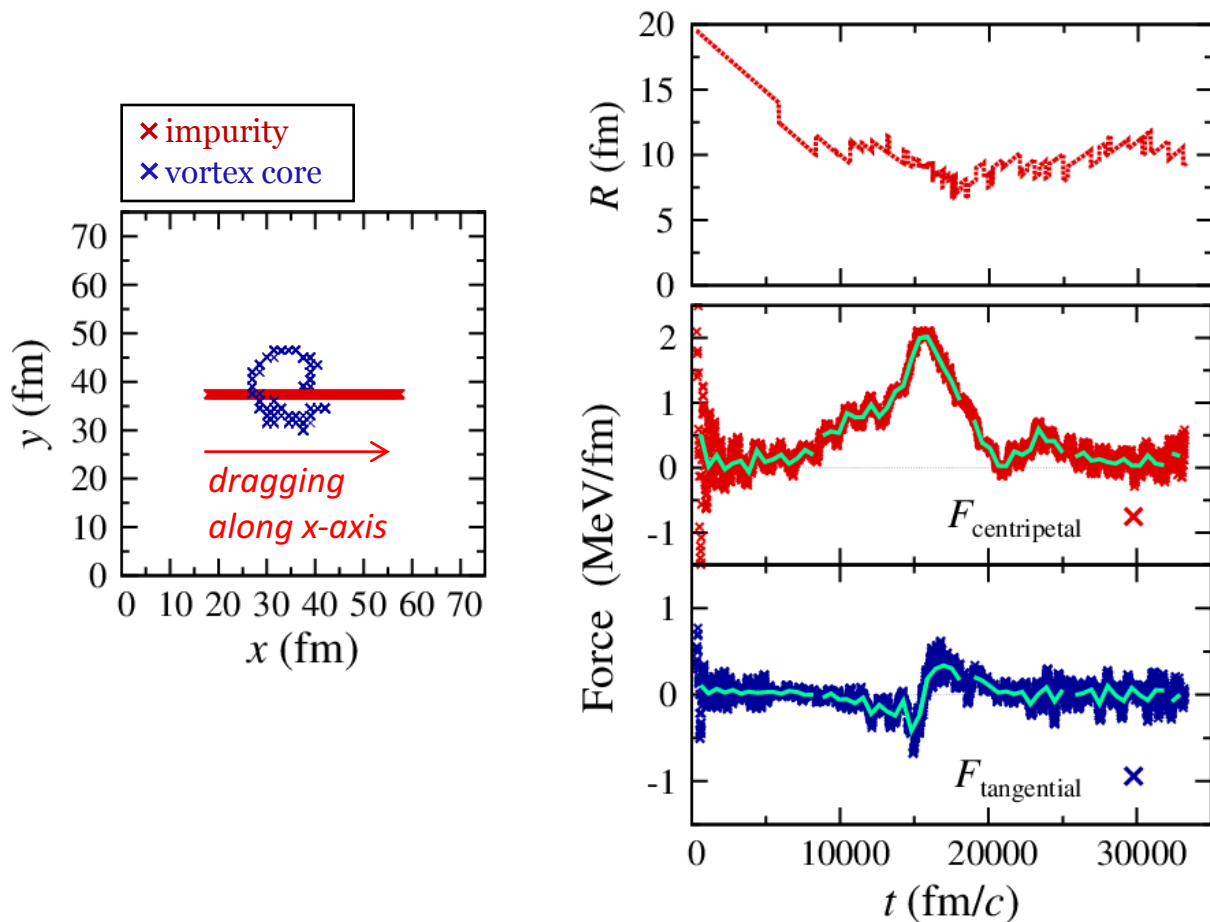 × impurity
× vortex core
y (fm)
70
60
50
40
30
20
10
0
dragging
along x-axis
0 10 20 30 40 50 60 70
x (fm)
R (fm)
20
15
10
5
0
Force (MeV/fm)
2
1
0
-1
F centripetal ×
1
0
-1
F tangential ×
0 10000 20000 30000
t (fm/c)